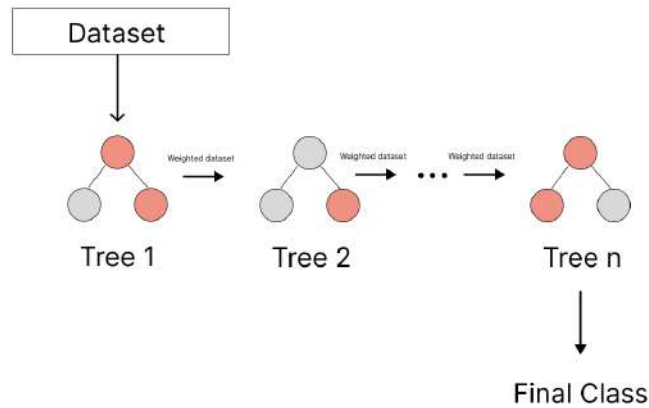 Dataset
Weighted dataset
Weighted dataset
Weighted dataset
Tree 1
Tree 2
Tree n
Final Class